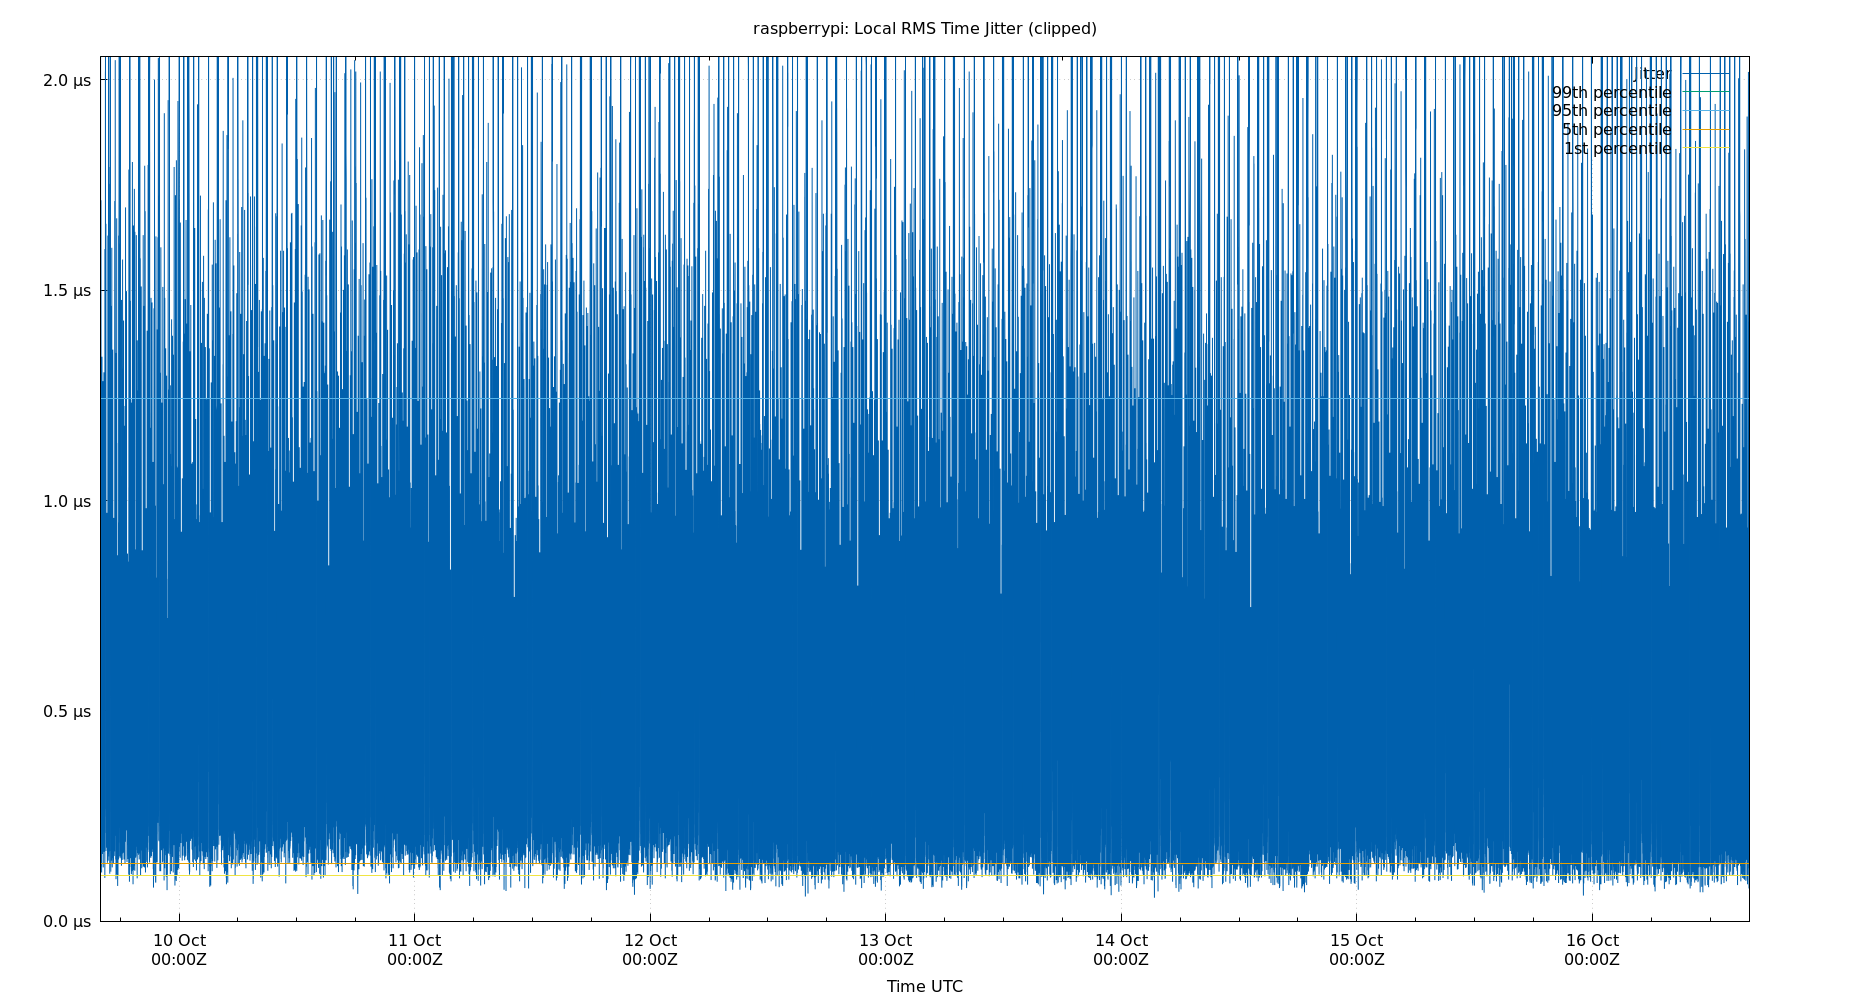 raspberrypi: Local RMS Time Jitter (clipped)
2.0 µs
1.5 µs
1.0 µs
0.5 µs
0.0 µs
Jitter
99th percentile
95th percentile
5th percentile
1st percentile
10 Oct 11 Oct 12 Oct 13 Oct 14 Oct 15 Oct 16 Oct
00:00Z 00:00Z 00:00Z 00:00Z 00:00Z 00:00Z 00:00Z
Time UTC